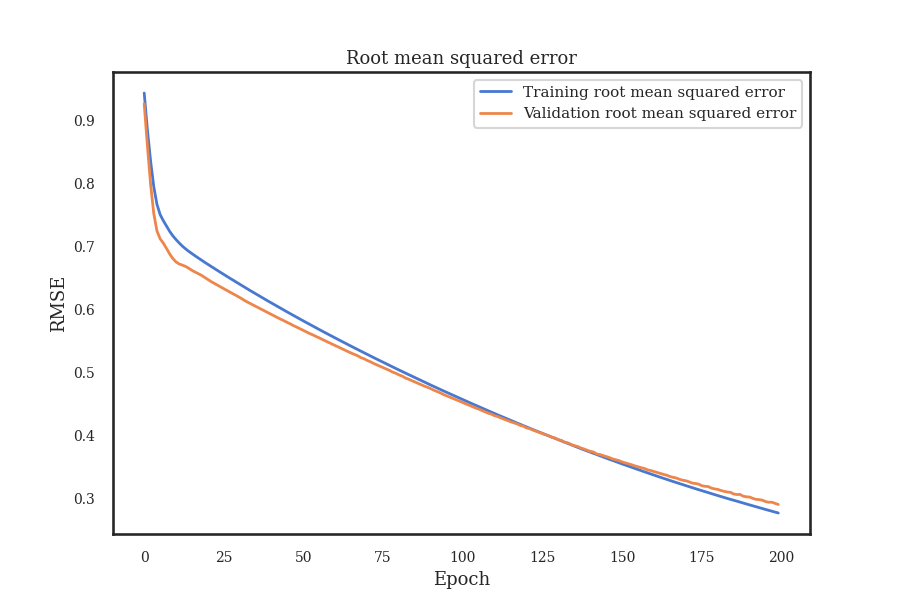 Root mean squared error
Training root mean squared error
Validation root mean squared error
RMSE
0.9
0.8
0.7
0.6
0.5
0.4
0.3
0 25 50 75 100 125 150 175 200
Epoch